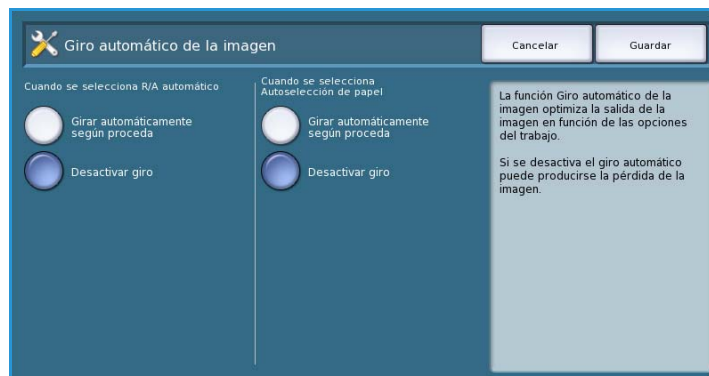 Giro automático de la imagen
Cancelar
Guardar
Cuando se selecciona R/A automático
Girar automáticamente
según proceda
Desactivar giro
Cuando se selecciona
Autoselección de papel
Girar automáticamente
según proceda
Desactivar giro
La función Giro automático de la
imagen optimiza la salida de la
imagen en función de las opciones
del trabajo.
Si se desactiva el giro automático
puede producirse la pérdida de la
imagen.